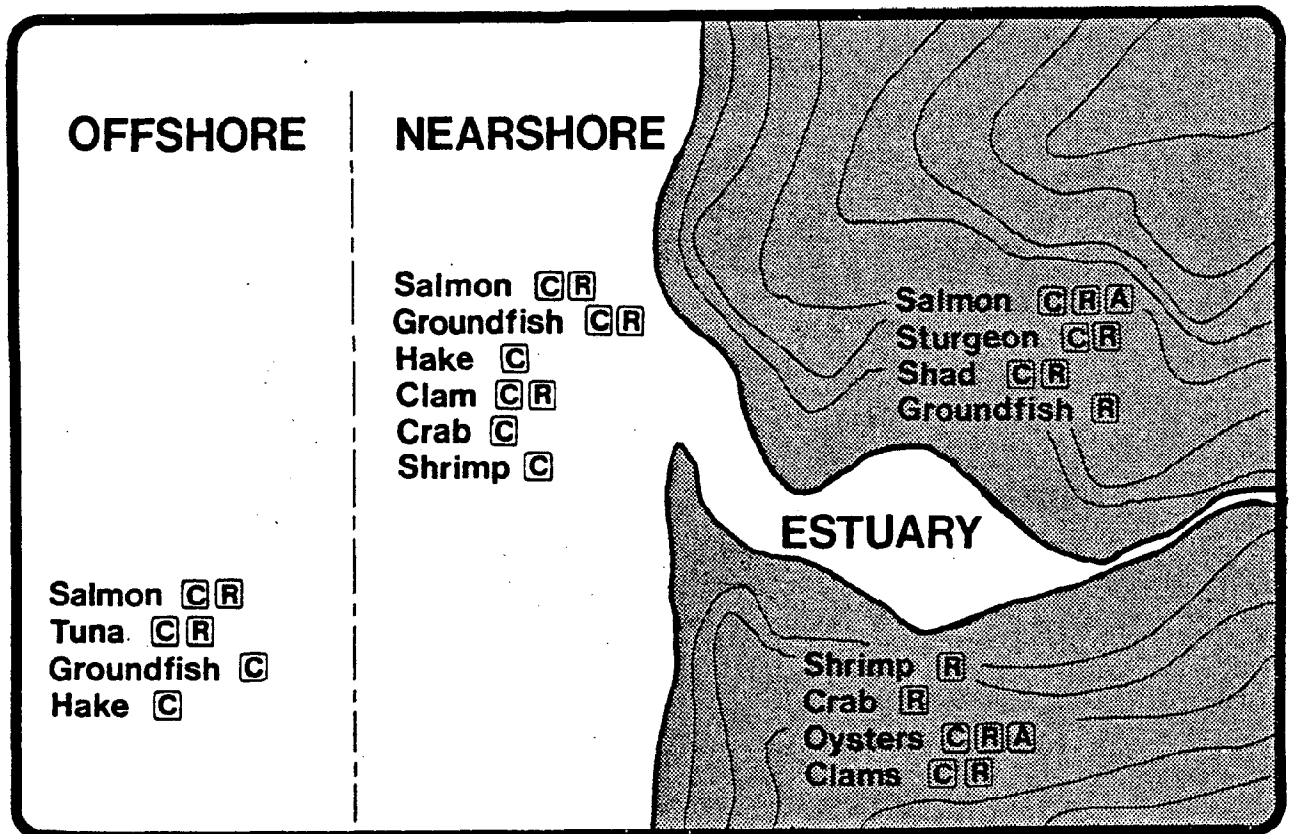 OFFSHORE
NEARSHORE
Salmon C R
Groundfish C R
Hake C
Clam C R
Crab C
Shrimp C
Salmon C R A
Sturgeon C R
Shad C R
Groundfish R
ESTUARY
Salmon C R
Tuna C R
Groundfish C
Hake C
Shrimp R
Crab R
Oysters C R A
Clams C R